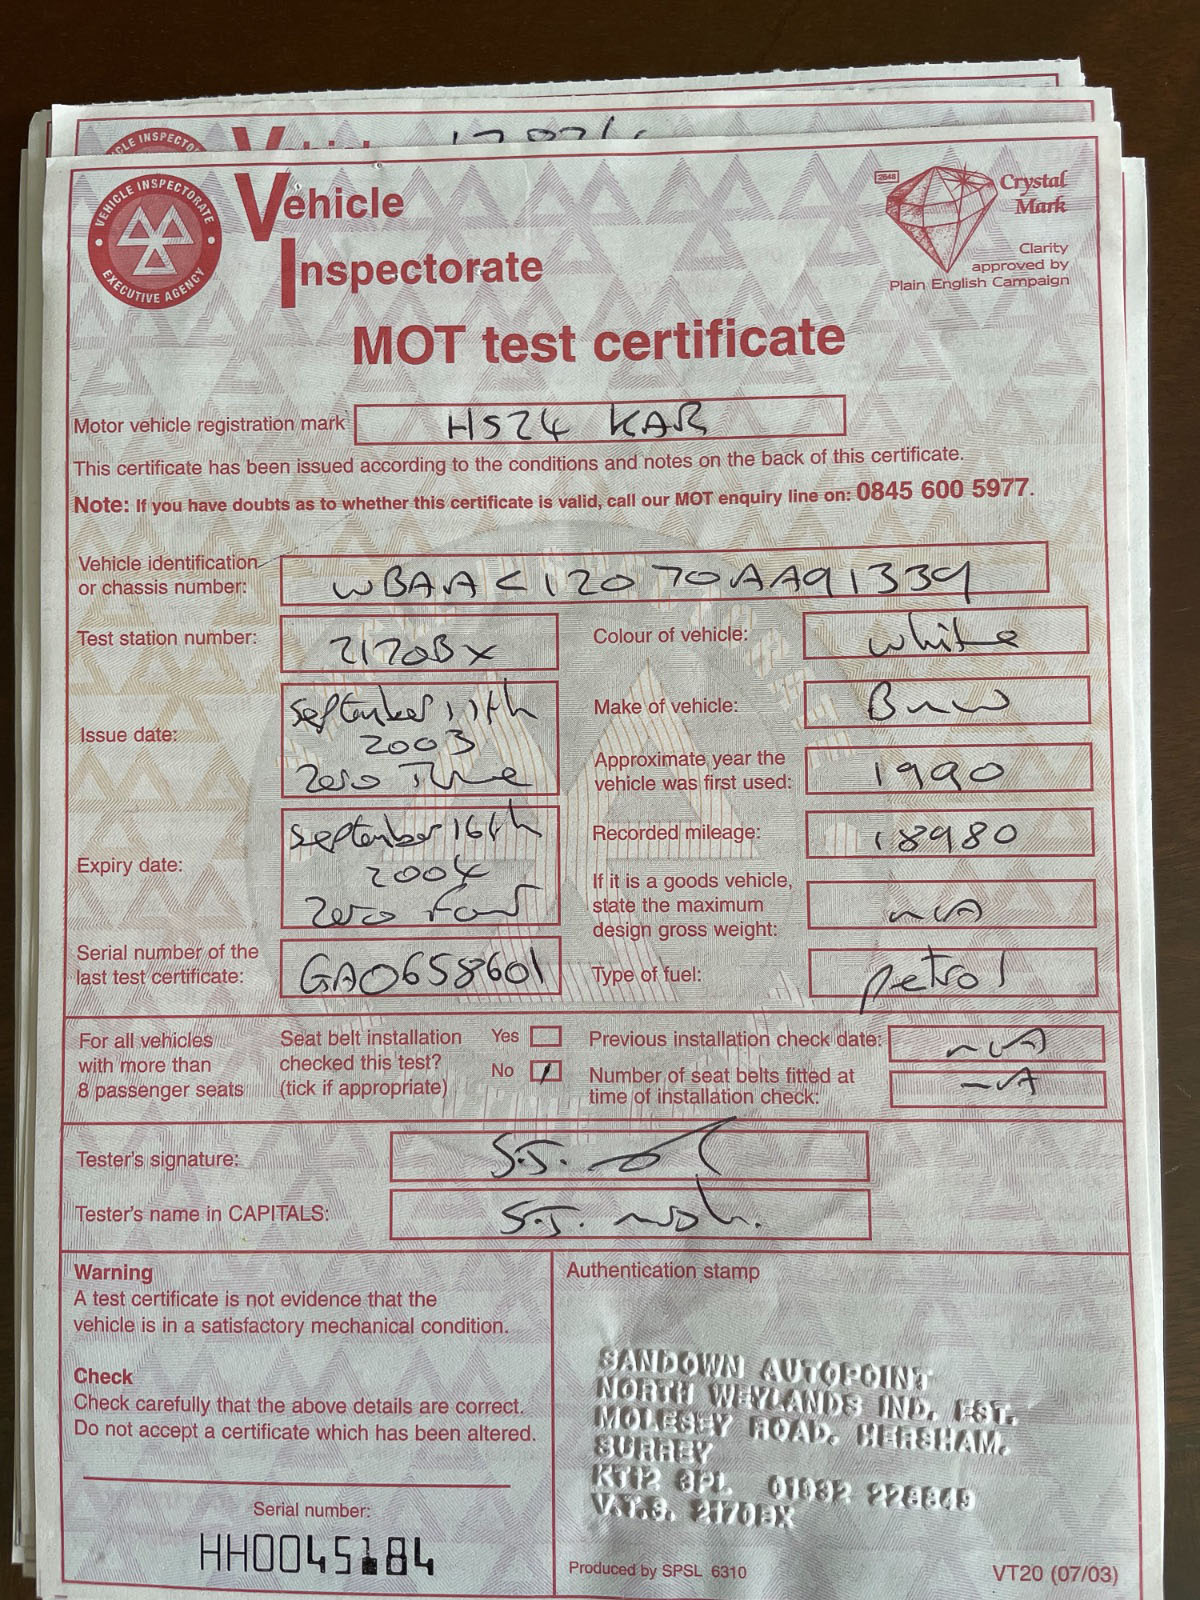 VEHICLE INSPECTORATE
EXECUTIVE AGENCY
Vehicle
Inspectorate
2648
Crystal
Mark
Clarity
approved by
Plain English Campaign
MOT test certificate
Motor vehicle registration mark HS24 KAR
This certificate has been issued according to the conditions and notes on the back of this certificate.
Note: If you have doubts as to whether this certificate is valid, call our MOT enquiry line on: 0845 600 5977.
Vehicle identification
or chassis number: WBAAC12070AA91339
Test station number: 2170BX
Colour of vehicle: White
Issue date: September 11th
2003
Zero Three
Make of vehicle: BMW
Approximate year the
vehicle was first used: 1990
Expiry date: September 16th
2004
Zero Four
Recorded mileage: 18980
If it is a goods vehicle,
state the maximum
design gross weight: N/A
Serial number of the
last test certificate: GA0658601
Type of fuel: petrol
For all vehicles
with more than
8 passenger seats
Seat belt installation
checked this test?
(tick if appropriate)
Yes
No /
Previous installation check date: N/A
Number of seat belts fitted at
time of installation check: N/A
Tester's signature: S.J.
Tester's name in CAPITALS: S.J.
Warning
A test certificate is not evidence that the
vehicle is in a satisfactory mechanical condition.
Check
Check carefully that the above details are correct.
Do not accept a certificate which has been altered.
Serial number:
HH0045184
Authentication stamp
SANDOWN AUTOPOINT
NORTH WEYLANDS IND. EST.
MOLESEY ROAD. HERSHAM.
SURREY
KT12 3PL 01932 228849
V.T.S. 2170BX
Produced by SPSL 6310
VT20 (07/03)